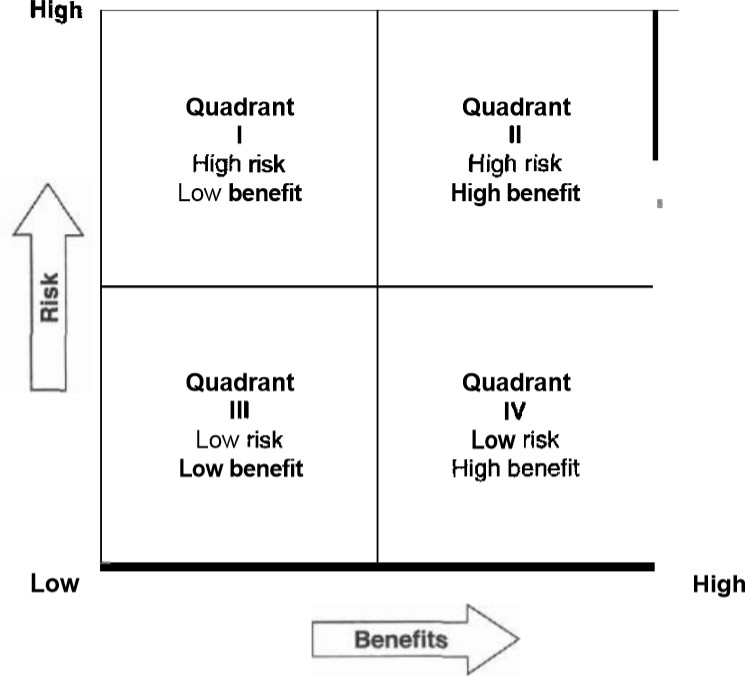 High
Quadrant
I
High risk
Low benefit
Quadrant
II
High risk
High benefit
Risk
Quadrant
III
Low risk
Low benefit
Quadrant
IV
Low risk
High benefit
Low
High
Benefits